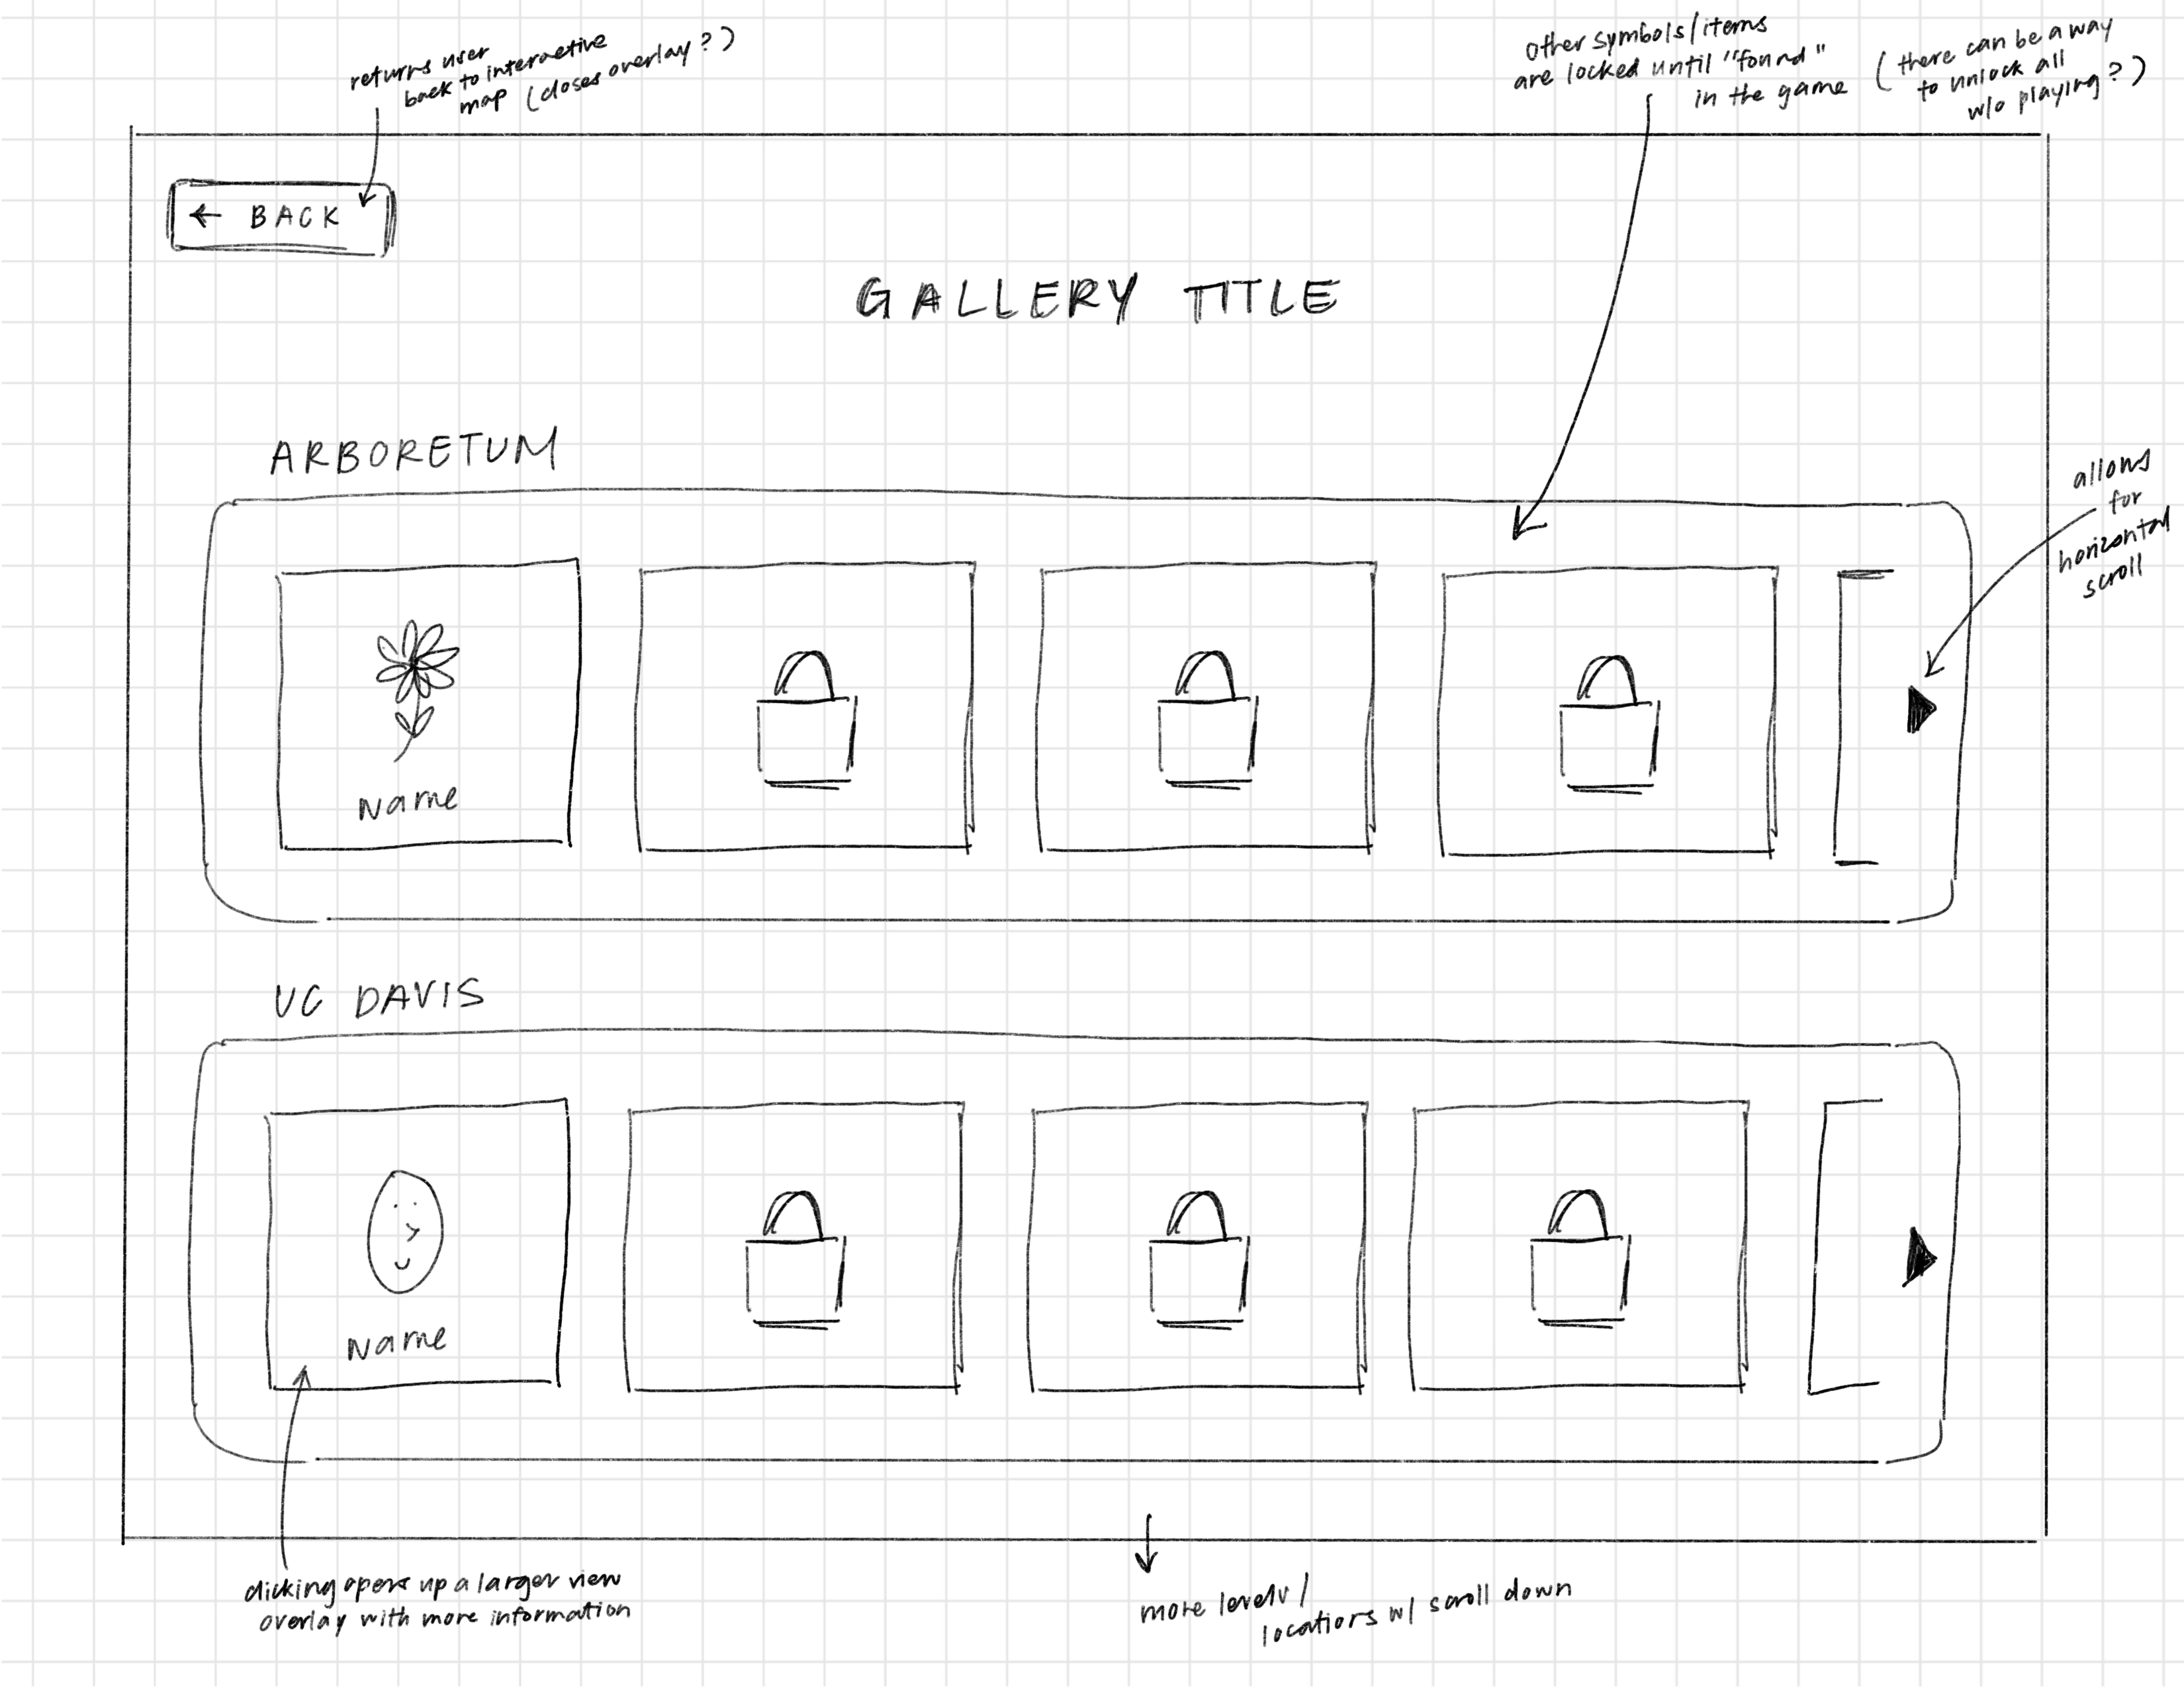 returns user
back to interactive
map (closes overlay?)
other symbols/items
are locked until "found"
in the game
(there can be a way
to unlock all
w/o playing?)
← BACK
GALLERY TITLE
ARBORETUM
allows
for
horizontal
scroll
Name
UC DAVIS
Name
clicking opens up a larger view
overlay with more information
more levels/
locations w/ scroll down